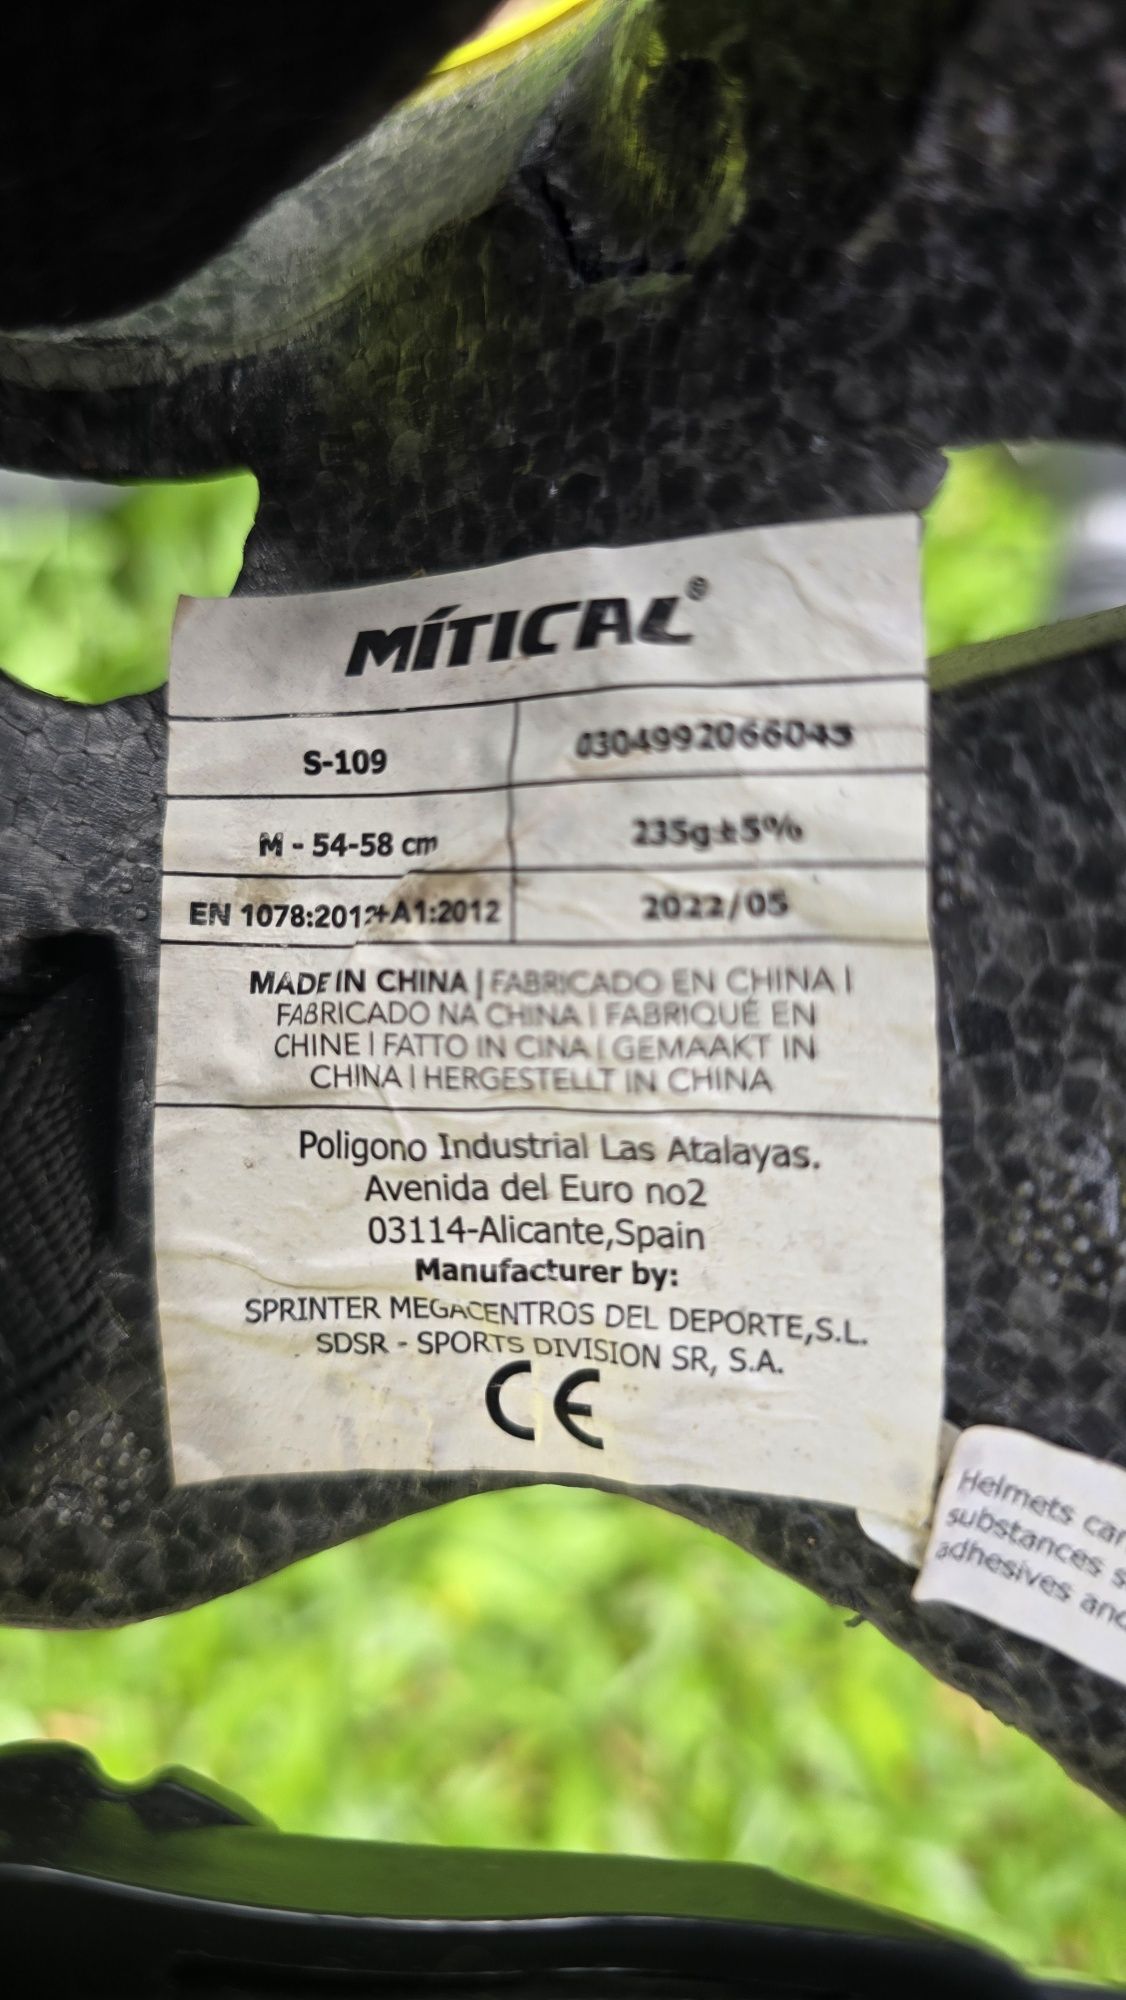 MÍTICAL®
S-109 0304992066045
M - 54-58 cm 235g±5%
EN 1078:2012+A1:2012 2022/05
MADE IN CHINA | FABRICADO EN CHINA |
FABRICADO NA CHINA | FABRIQUÉ EN
CHINE | FATTO IN CINA | GEMAAKT IN
CHINA | HERGESTELLT IN CHINA
Poligono Industrial Las Atalayas.
Avenida del Euro no2
03114-Alicante,Spain
Manufacturer by:
SPRINTER MEGACENTROS DEL DEPORTE,S.L.
SDSR - SPORTS DIVISION SR, S.A.
CE
Helmets
substances
adhesives